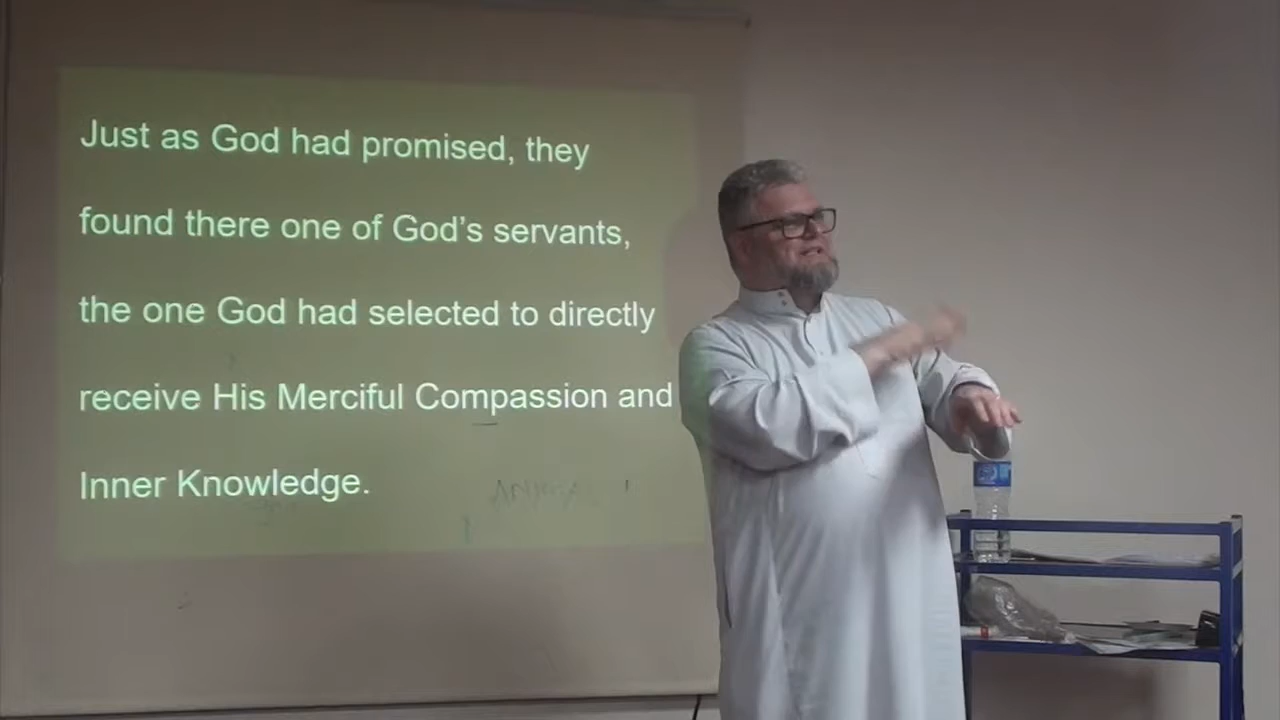 Just as God had promised, they
found there one of God's servants,
the one God had selected to directly
receive His Merciful Compassion and
Inner Knowledge.